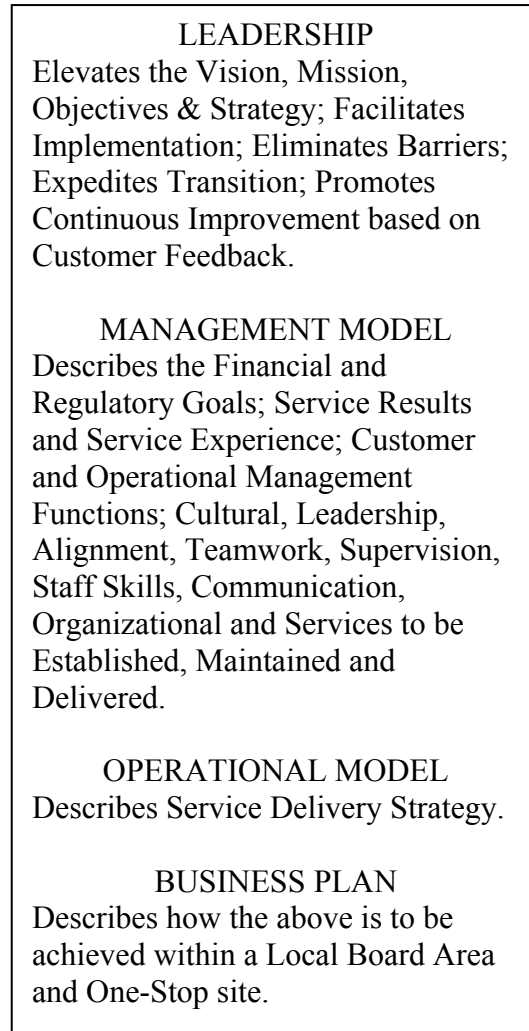 LEADERSHIP
Elevates the Vision, Mission,
Objectives & Strategy; Facilitates
Implementation; Eliminates Barriers;
Expedites Transition; Promotes
Continuous Improvement based on
Customer Feedback.
MANAGEMENT MODEL
Describes the Financial and
Regulatory Goals; Service Results
and Service Experience; Customer
and Operational Management
Functions; Cultural, Leadership,
Alignment, Teamwork, Supervision,
Staff Skills, Communication,
Organizational and Services to be
Established, Maintained and
Delivered.
OPERATIONAL MODEL
Describes Service Delivery Strategy.
BUSINESS PLAN
Describes how the above is to be
achieved within a Local Board Area
and One-Stop site.